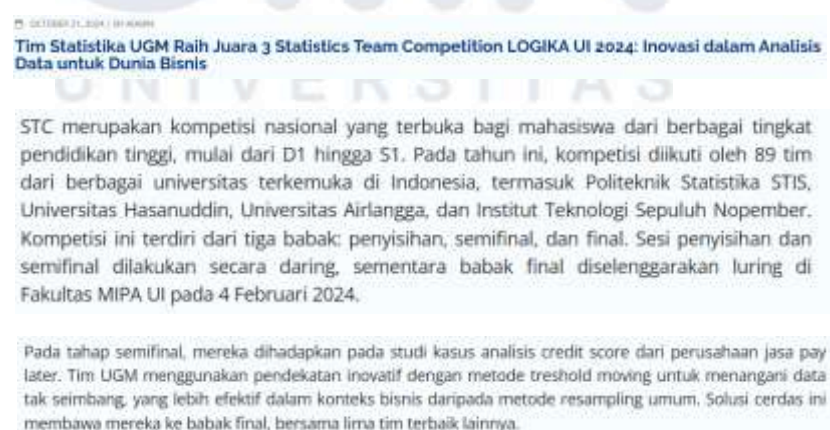 OCTOBER 21, 2024 / BY ADMIN
Tim Statistika UGM Raih Juara 3 Statistics Team Competition LOGIKA UI 2024: Inovasi dalam Analisis
Data untuk Dunia Bisnis
UNIVERSITAS
STC merupakan kompetisi nasional yang terbuka bagi mahasiswa dari berbagai tingkat
pendidikan tinggi, mulai dari D1 hingga S1. Pada tahun ini, kompetisi diikuti oleh 89 tim
dari berbagai universitas terkemuka di Indonesia, termasuk Politeknik Statistika STIS,
Universitas Hasanuddin, Universitas Airlangga, dan Institut Teknologi Sepuluh Nopember.
Kompetisi ini terdiri dari tiga babak: penyisihan, semifinal, dan final. Sesi penyisihan dan
semifinal dilakukan secara daring, sementara babak final diselenggarakan luring di
Fakultas MIPA UI pada 4 Februari 2024.
Pada tahap semifinal, mereka dihadapkan pada studi kasus analisis credit score dari perusahaan jasa pay
later. Tim UGM menggunakan pendekatan inovatif dengan metode treshold moving untuk menangani data
tak seimbang, yang lebih efektif dalam konteks bisnis daripada metode resampling umum. Solusi cerdas ini
membawa mereka ke babak final, bersama lima tim terbaik lainnya.